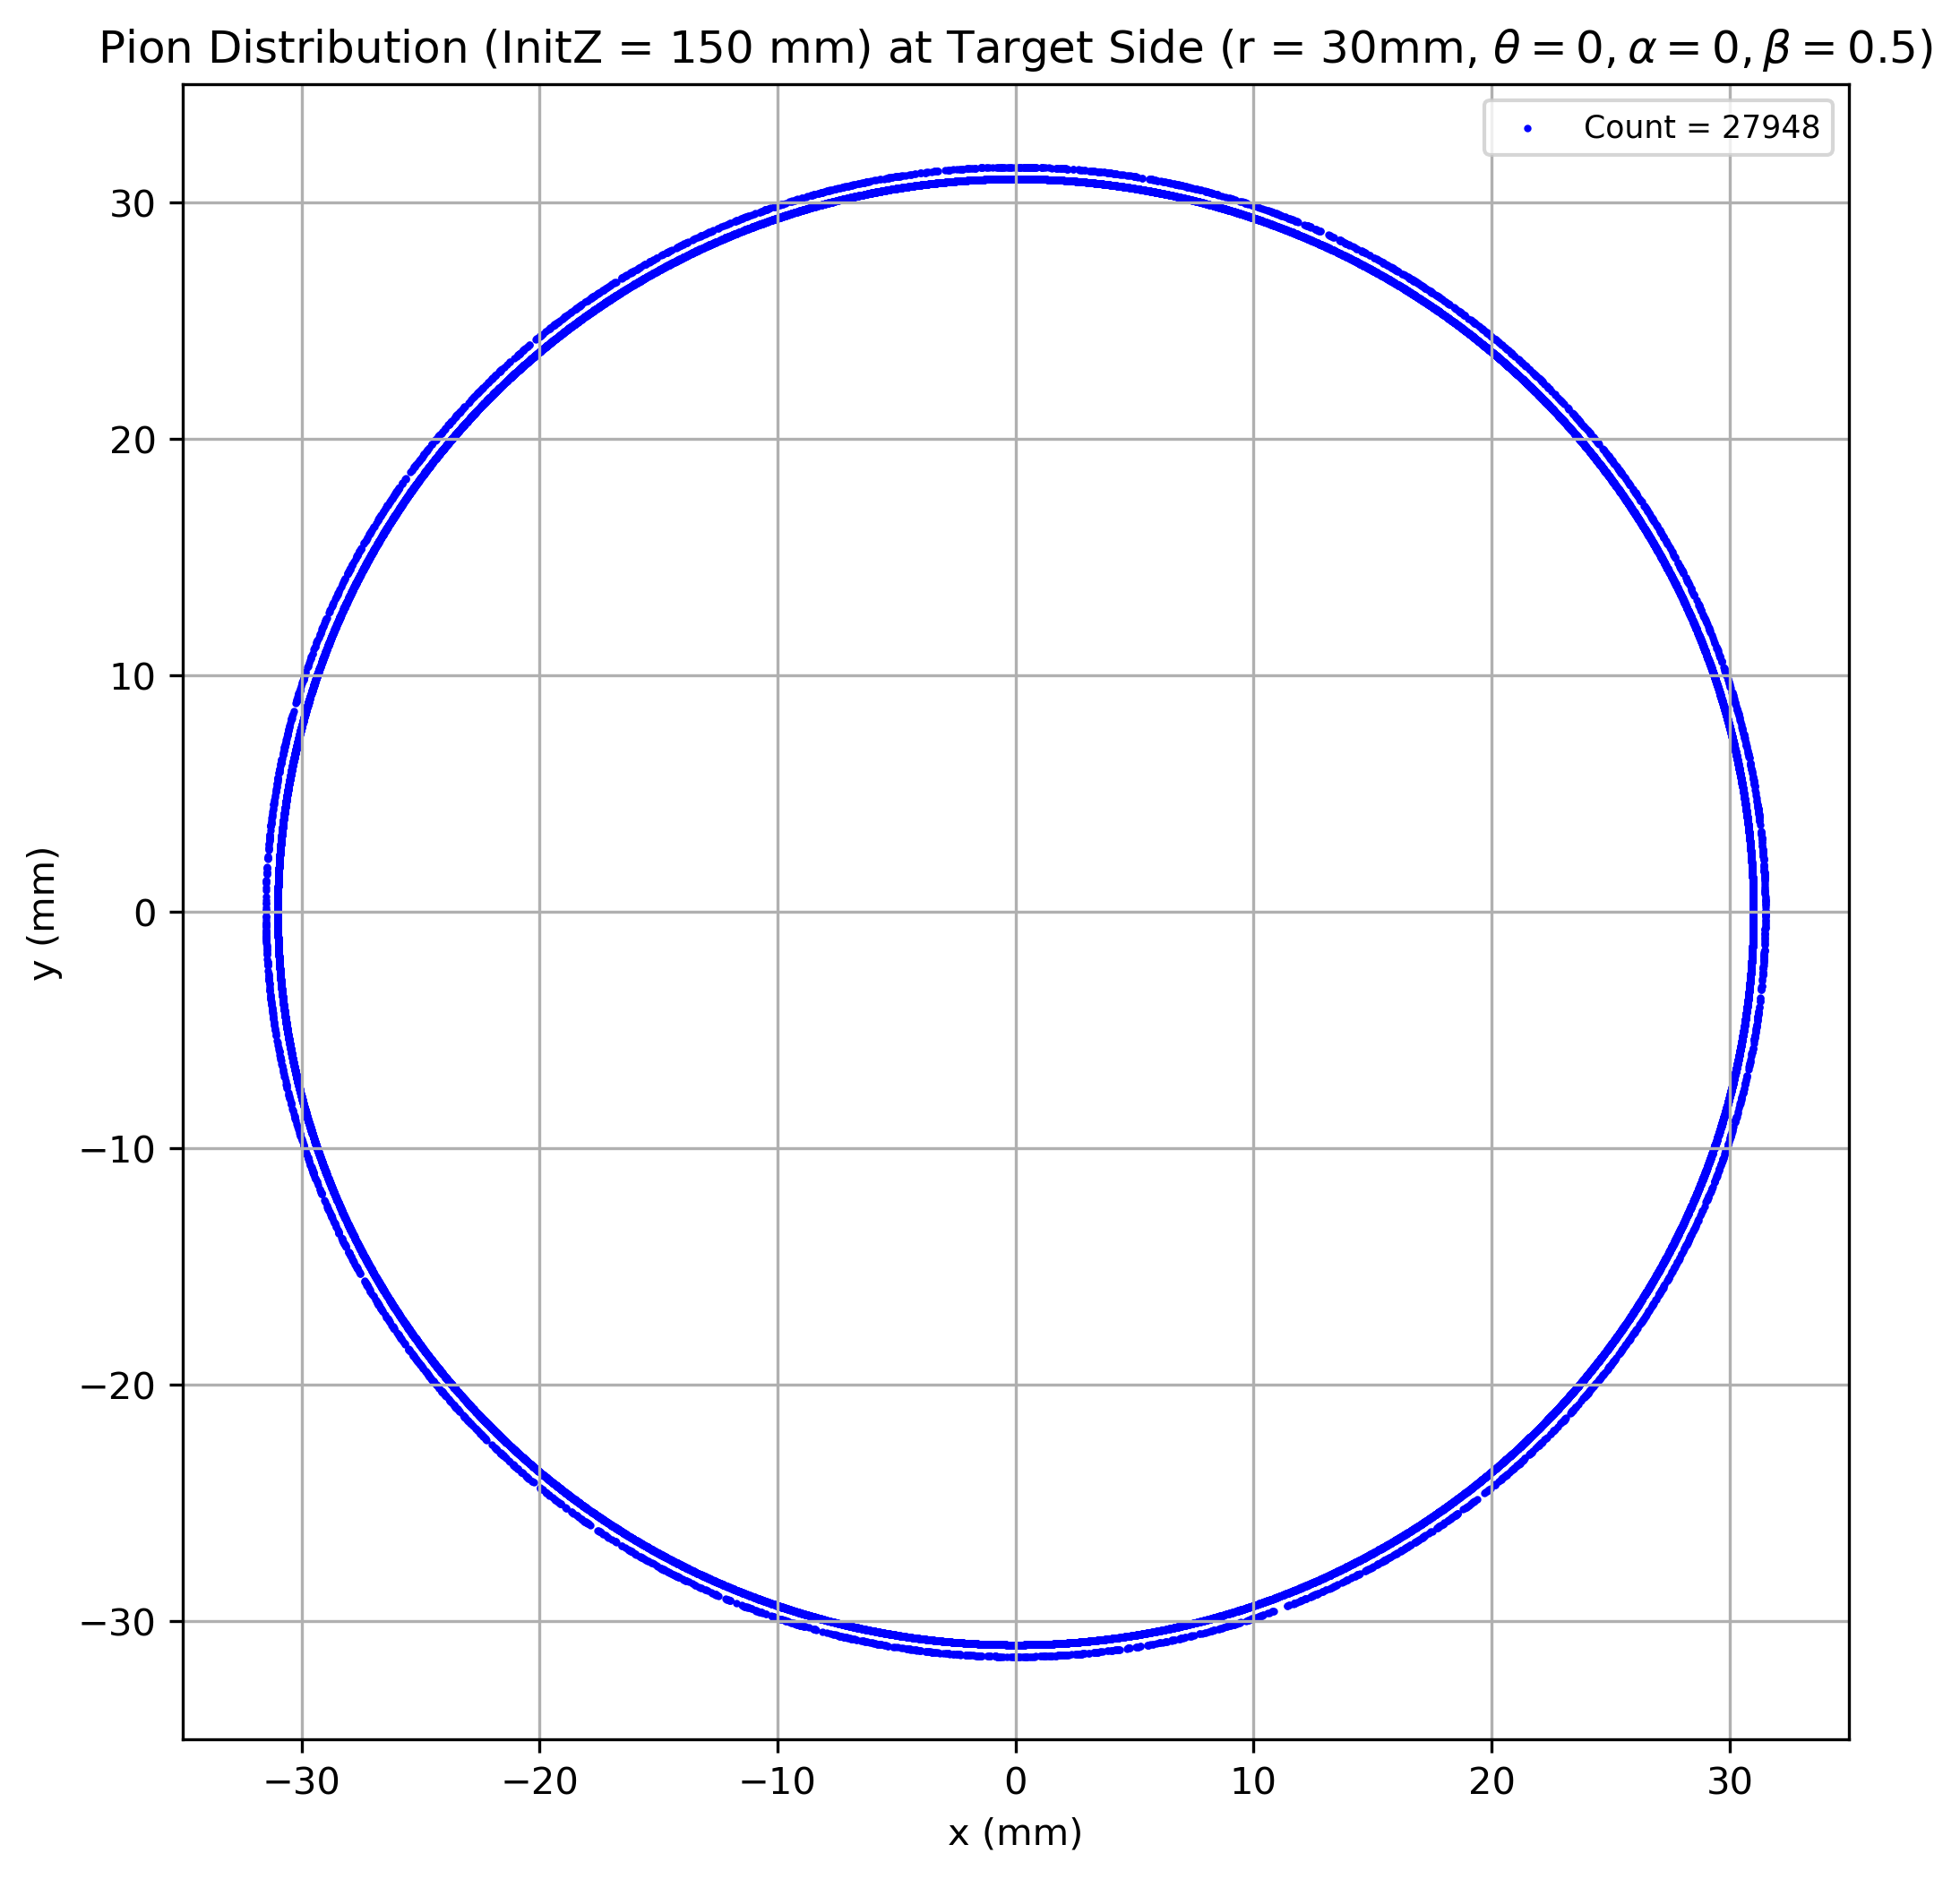 Pion Distribution (InitZ = 150 mm) at Target Side (r = 30mm, θ = 0, α = 0, β = 0.5)
Count = 27948
30
20
10
0
−10
−20
−30
y (mm)
−30 −20 −10 0 10 20 30
x (mm)